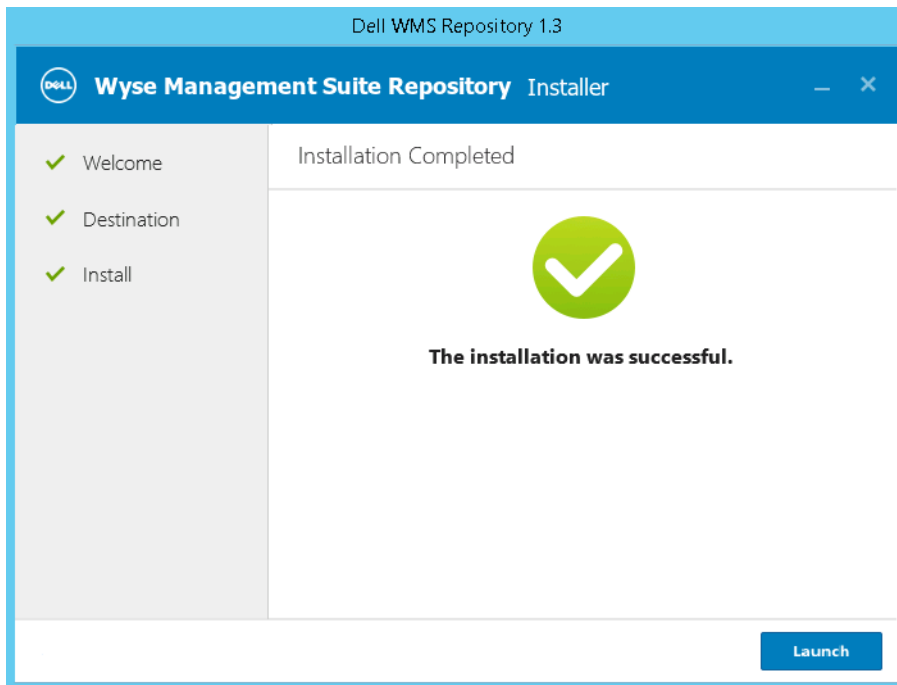 Dell WMS Repository 1.3
DELL Wyse Management Suite Repository Installer
Welcome
Destination
Install
Installation Completed
The installation was successful.
Launch